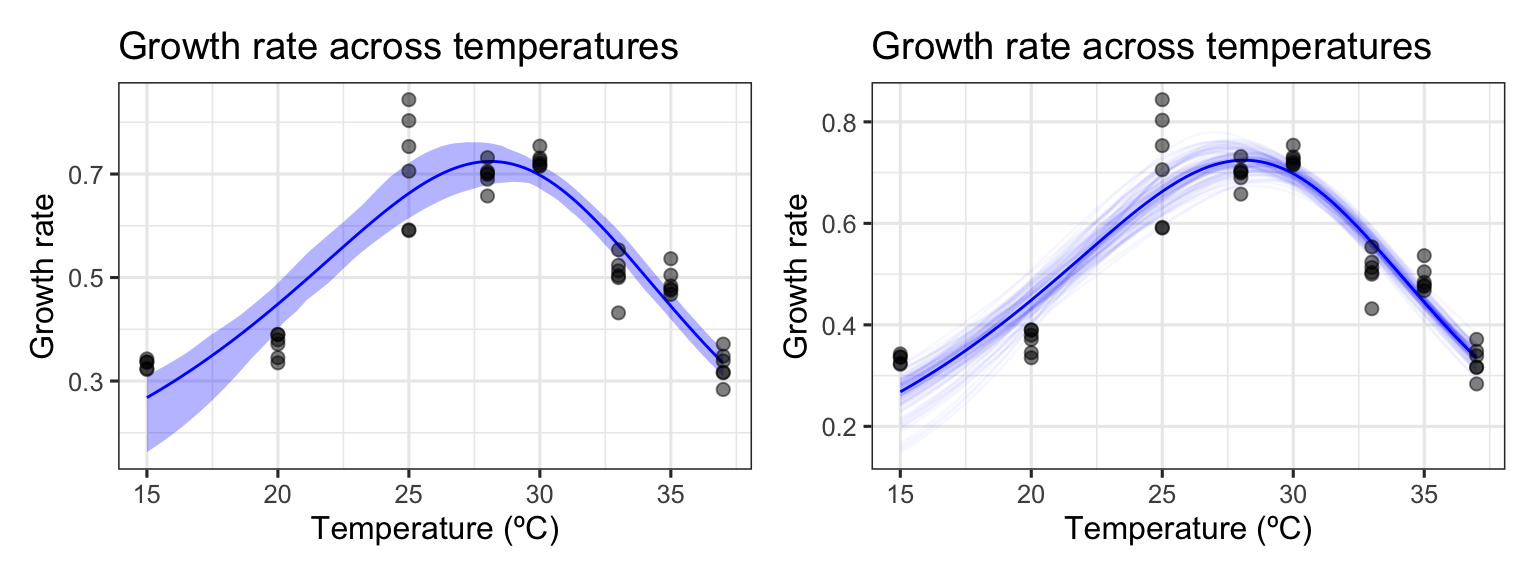 Growth rate across temperatures
Growth rate
0.7
0.5
0.3
15 20 25 30 35
Temperature (ºC)
Growth rate across temperatures
Growth rate
0.8
0.6
0.4
0.2
15 20 25 30 35
Temperature (ºC)